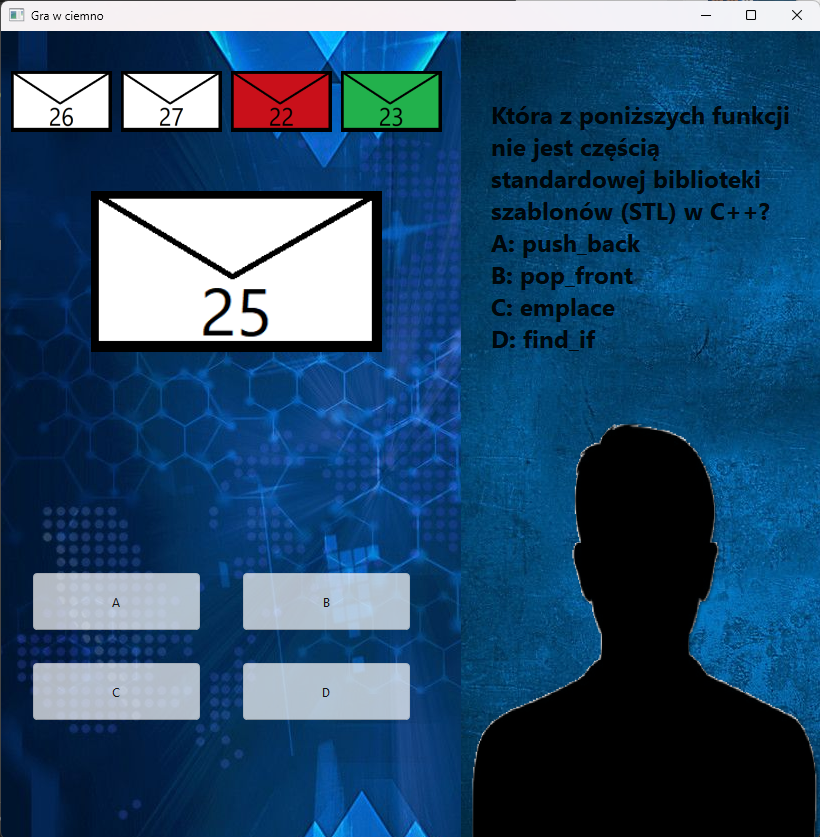 Gra w ciemno
26 27 22 23
25
Która z poniższych funkcji
nie jest częścią
standardowej biblioteki
szablonów (STL) w C++?
A: push_back
B: pop_front
C: emplace
D: find_if
A B
C D